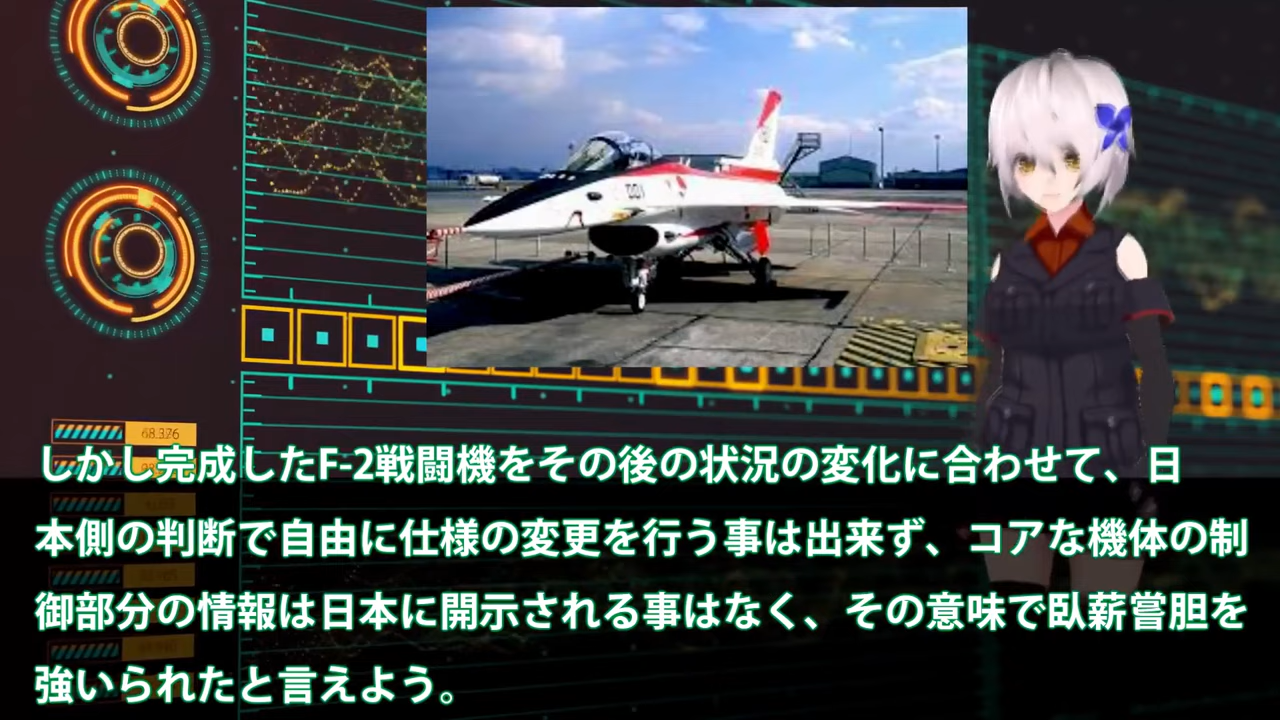 001
68.376
しかし完成したF-2戦闘機をその後の状況の変化に合わせて、日
本側の判断で自由に仕様の変更を行う事は出来ず、コアな機体の制
御部分の情報は日本に開示される事はなく、その意味で臥薪嘗胆を
強いられたと言えよう。